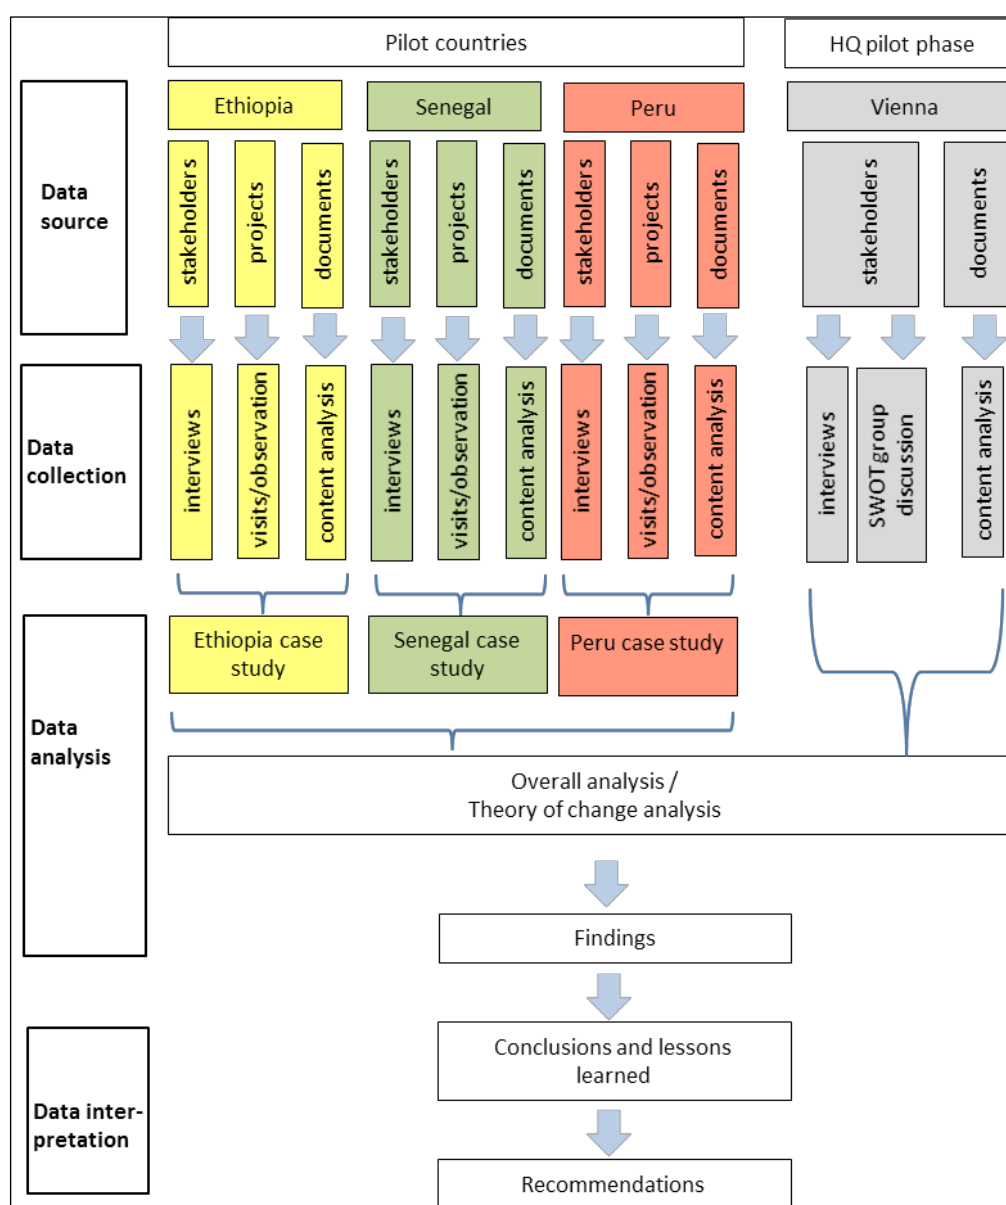 Pilot countries
HQ pilot phase
Ethiopia
Senegal
Peru
Vienna
Data
source
stakeholders
projects
documents
stakeholders
projects
documents
stakeholders
projects
documents
stakeholders
documents
Data
collection
interviews
visits/observation
content analysis
interviews
visits/observation
content analysis
interviews
visits/observation
content analysis
interviews
SWOT group
discussion
content analysis
Data
analysis
Ethiopia case
study
Senegal case
study
Peru case study
Overall analysis /
Theory of change analysis
Findings
Data inter-
pretation
Conclusions and lessons
learned
Recommendations